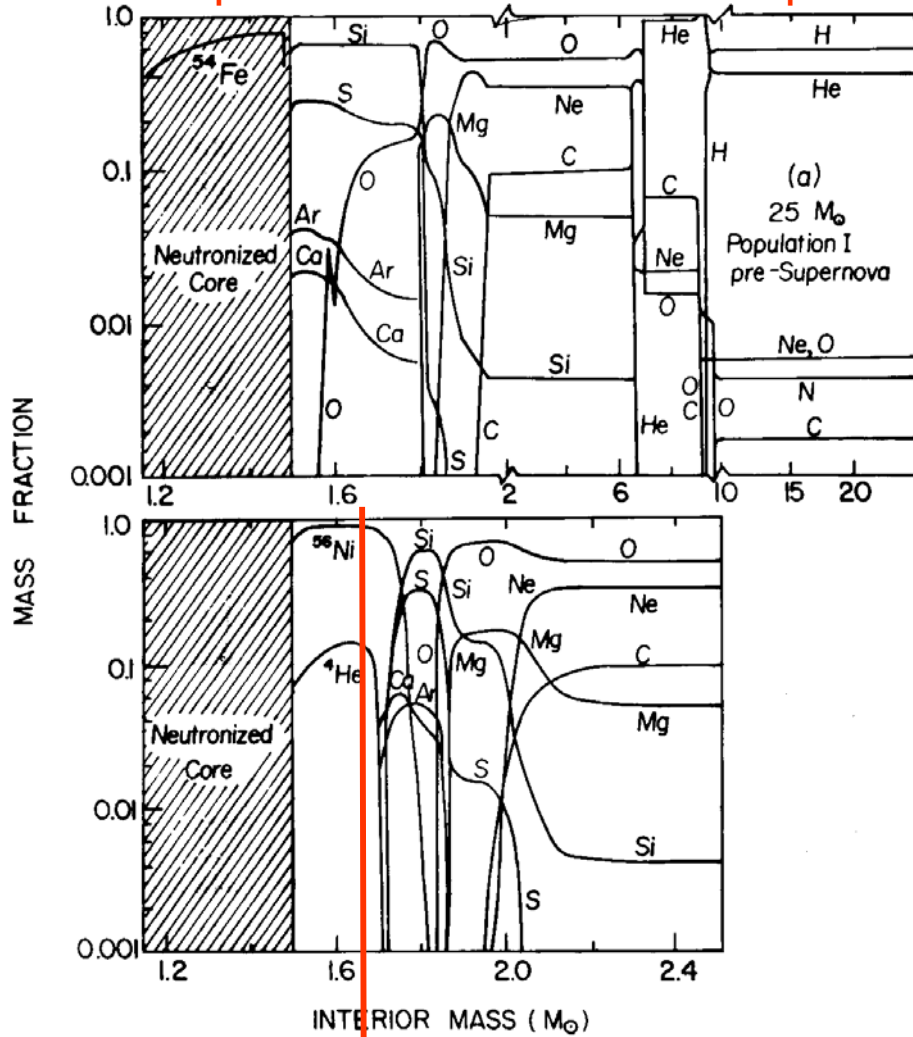 1.0
0.1
0.01
0.001
⁵⁴Fe
Si O O H
He
S He
Ne
Mg
C
H
O
Ar
C
Mg
(a)
25 M⊙
Population I
pre-Supernova
Neutronized
Core
Ca
Ar
Si
Ne
O
Ca
Ne, O
Si
O
N
O
C O
C
He
S
C
1.2 1.6 2 6 10 15 20
MASS FRACTION
1.0
0.1
0.01
0.001
⁵⁶Ni
Si
O O
S
Si
Ne
Ne
⁴He
O
Mg
Mg
C
Ca
Ar
Mg
Neutronized
Core
S
Si
S
1.2 1.6 2.0 2.4
INTERIOR MASS (M⊙)